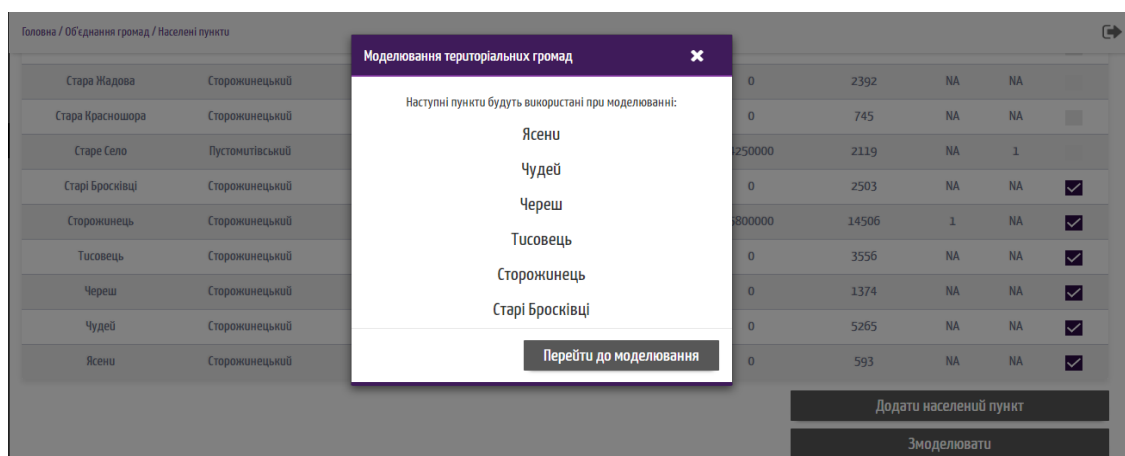 Головна / Об'єднання громад / Населені пункти
Моделювання територіальних громад
Наступні пункти будуть використані при моделюванні:
Ясени
Чудей
Череш
Тисовець
Сторожинець
Старі Бросківці
Перейти до моделювання
Стара Жадова Сторожинецький 0 2392 NA NA
Стара Красношора Сторожинецький 0 745 NA NA
Старе Село Пустомитівський 2119 NA 1
Старі Бросківці Сторожинецький 0 2503 NA NA
Сторожинець Сторожинецький 14506 1 NA
Тисовець Сторожинецький 0 3556 NA NA
Череш Сторожинецький 0 1374 NA NA
Чудей Сторожинецький 0 5265 NA NA
Ясени Сторожинецький 0 593 NA NA
Додати населений пункт
Змоделювати